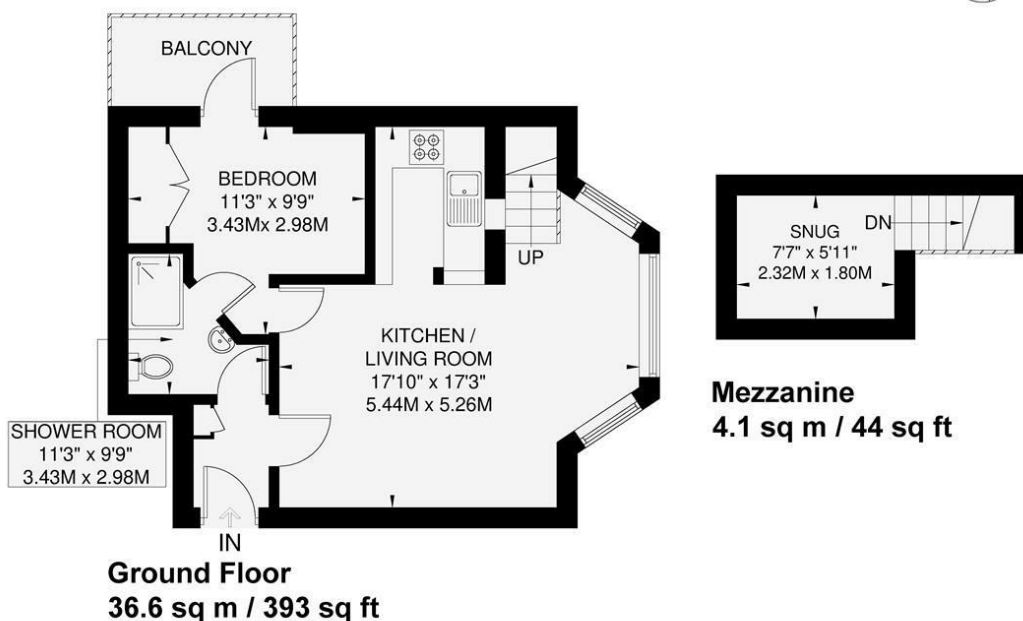 BALCONY
BEDROOM
11'3" x 9'9"
3.43Mx 2.98M
UP
KITCHEN /
LIVING ROOM
17'10" x 17'3"
5.44M x 5.26M
SHOWER ROOM
11'3" x 9'9"
3.43M x 2.98M
IN
Ground Floor
36.6 sq m / 393 sq ft
SNUG
7'7" x 5'11"
2.32M x 1.80M
DN
Mezzanine
4.1 sq m / 44 sq ft